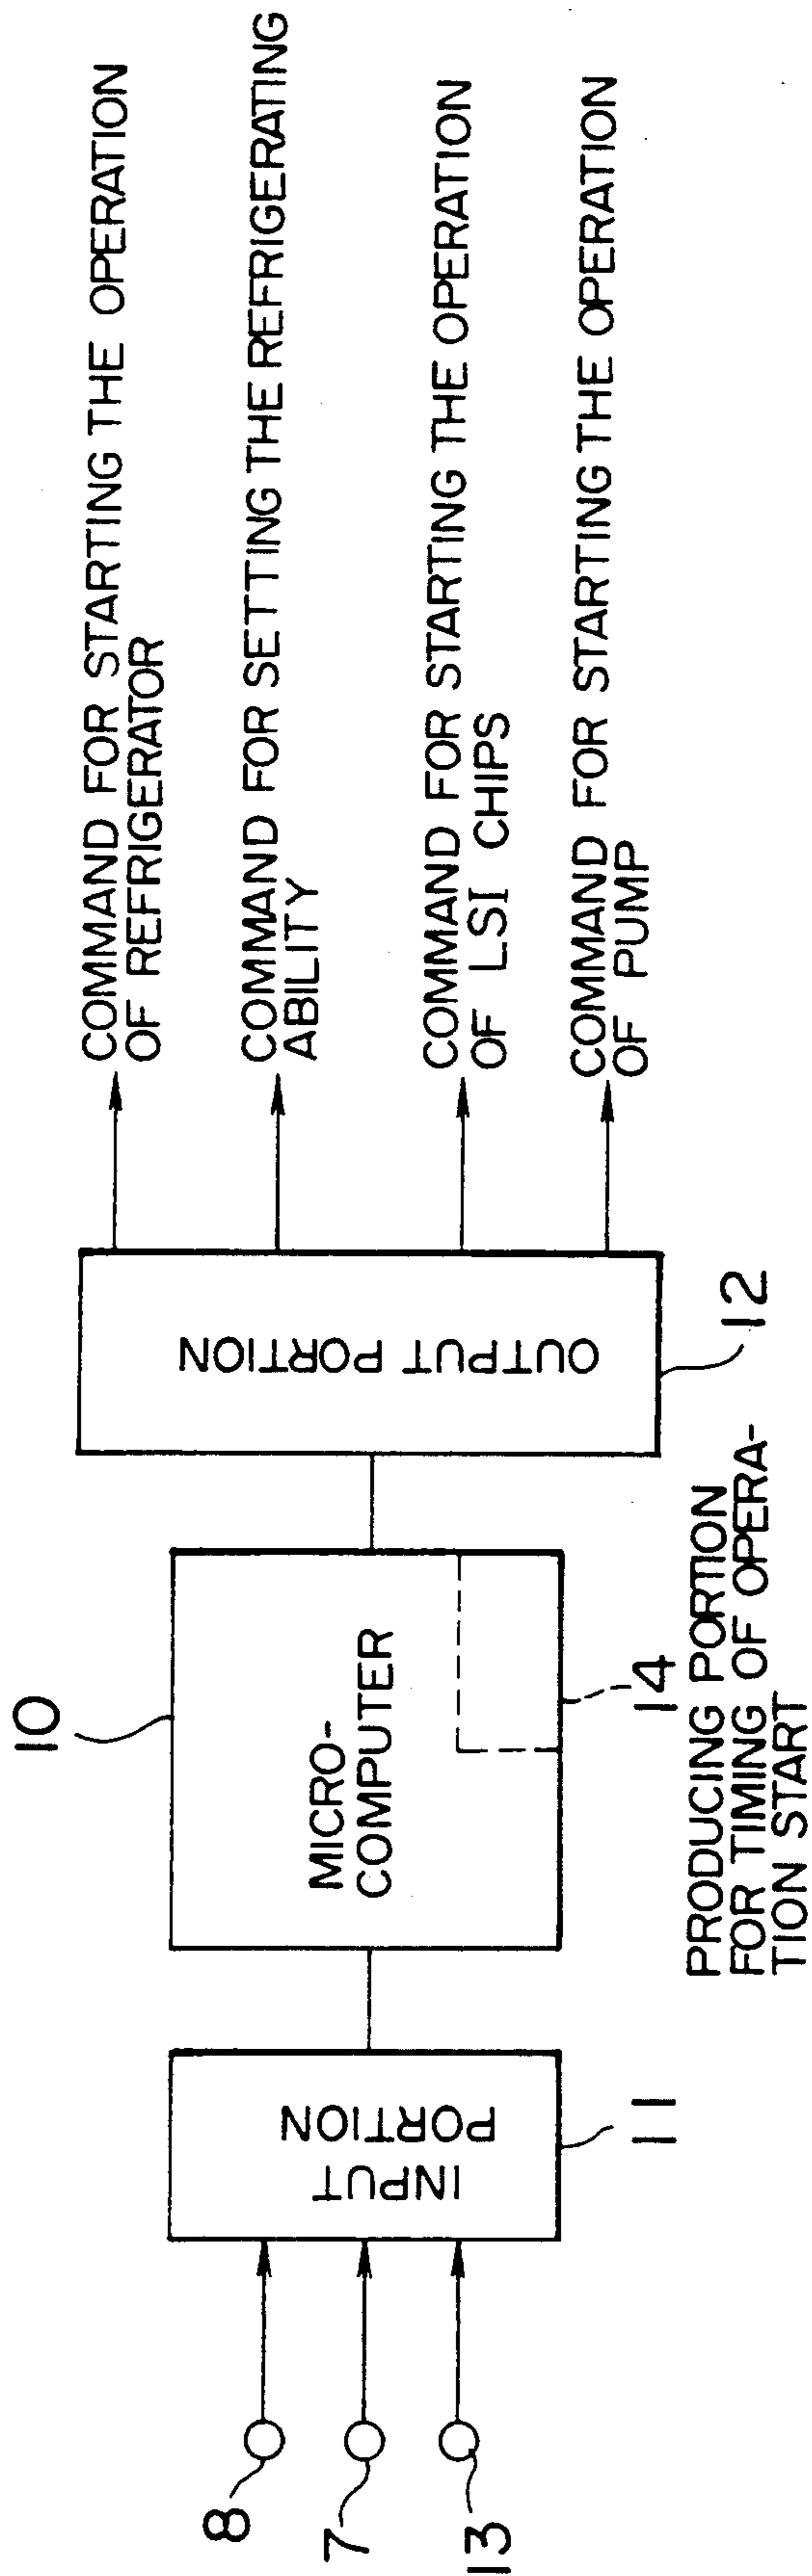 8
7
13
INPUT
PORTION
11
10
MICRO-
COMPUTER
14
PRODUCING PORTION
FOR TIMING OF OPERA-
TION START
OUTPUT PORTION
12
COMMAND FOR STARTING THE OPERATION
OF REFRIGERATOR
COMMAND FOR SETTING THE REFRIGERATING
ABILITY
COMMAND FOR STARTING THE OPERATION
OF LSI CHIPS
COMMAND FOR STARTING THE OPERATION
OF PUMP